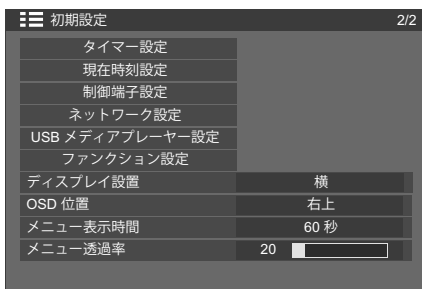 初期設定 2/2
タイマー設定
現在時刻設定
制御端子設定
ネットワーク設定
USB メディアプレーヤー設定
ファンクション設定
ディスプレイ設置 横
OSD 位置 右上
メニュー表示時間 60 秒
メニュー透過率 20